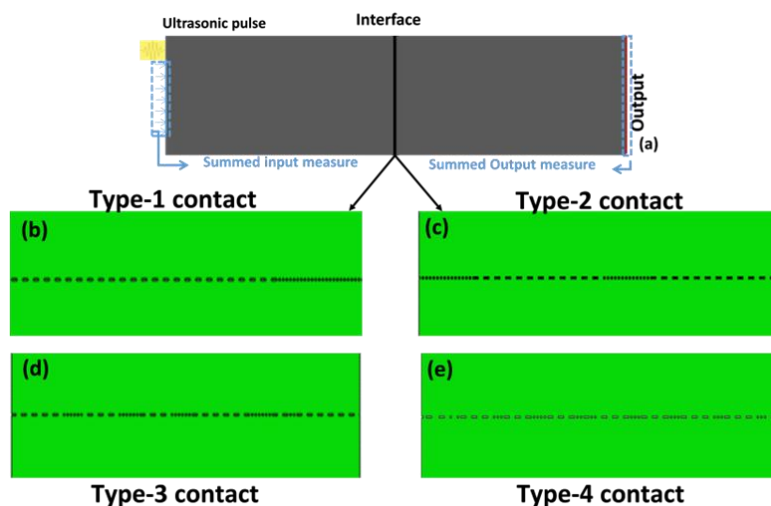 Interface
Ultrasonic pulse
Output
(a)
Summed input measure
Summed Output measure
Type-1 contact
Type-2 contact
(b)
(c)
(d)
(e)
Type-3 contact
Type-4 contact